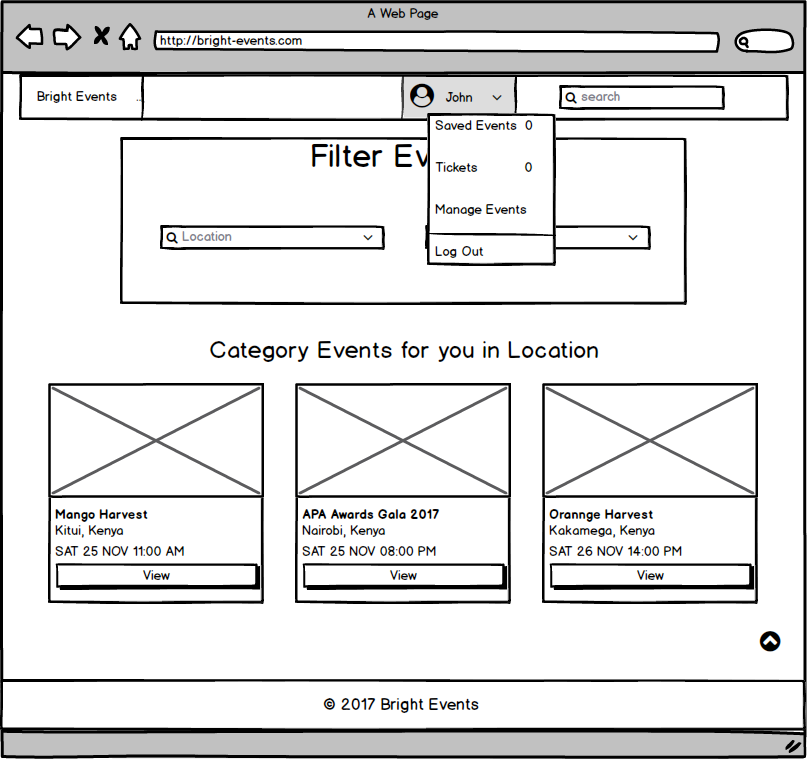 A Web Page
http://bright-events.com
Bright Events ..
John
search
Saved Events 0
Tickets 0
Manage Events
Log Out
Filter Ev
Location
Category Events for you in Location
Mango Harvest
Kitui, Kenya
SAT 25 NOV 11:00 AM
View
APA Awards Gala 2017
Nairobi, Kenya
SAT 25 NOV 08:00 PM
View
Orannge Harvest
Kakamega, Kenya
SAT 26 NOV 14:00 PM
View
© 2017 Bright Events